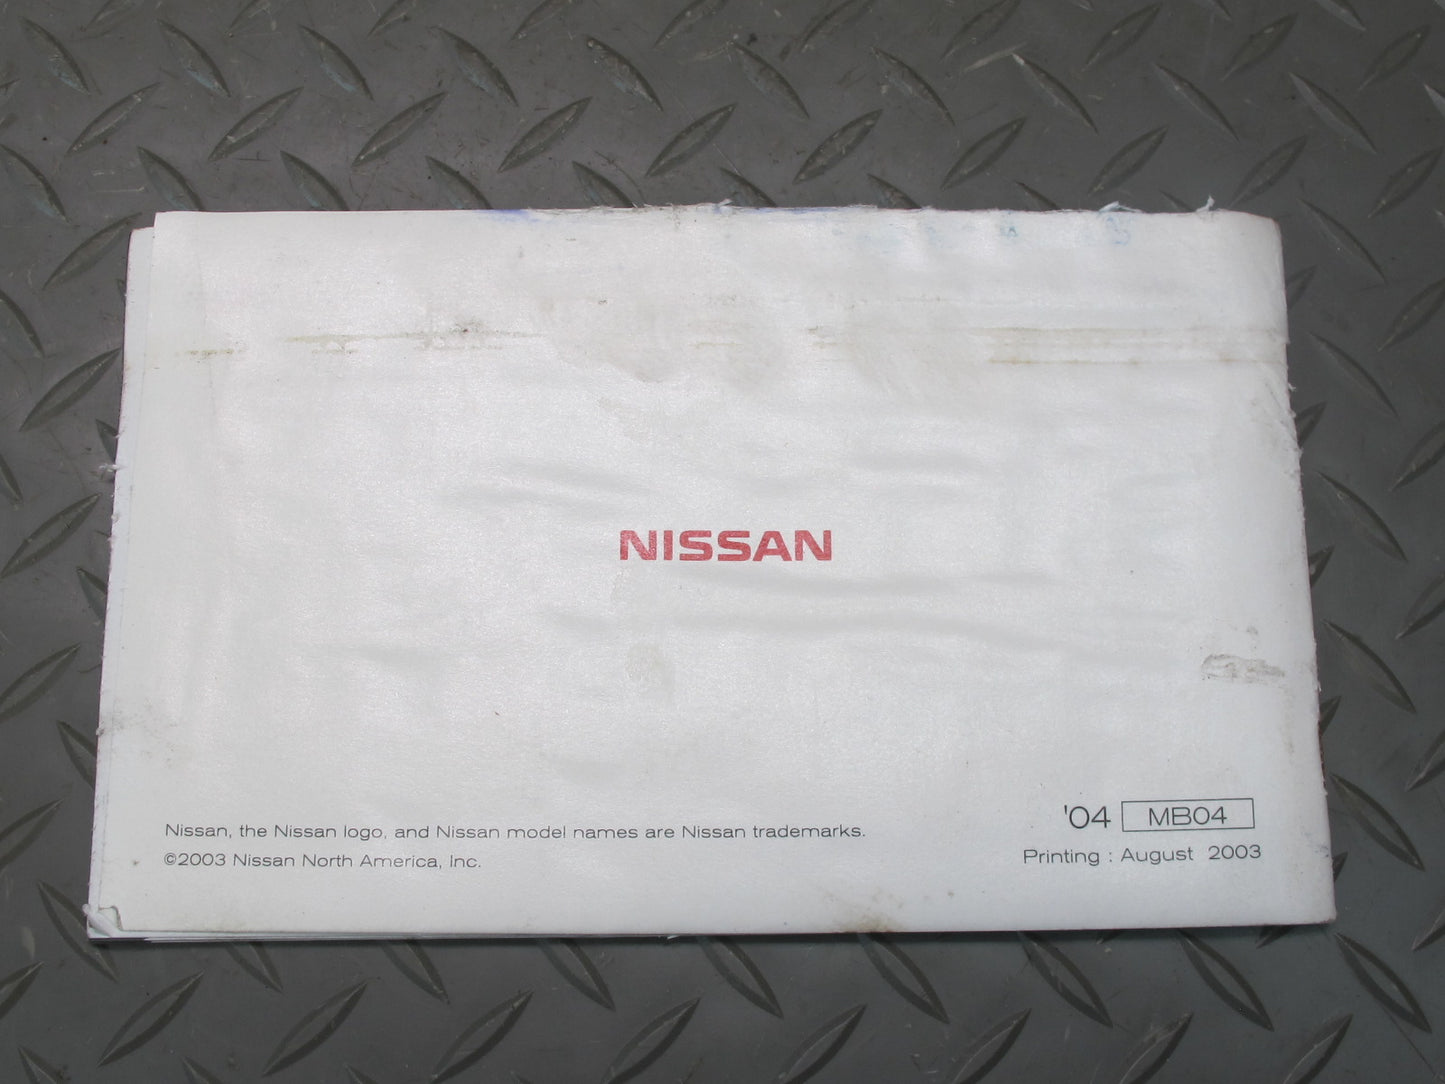 NISSAN
Nissan, the Nissan logo, and Nissan model names are Nissan trademarks.
©2003 Nissan North America, Inc.
'04 MB04
Printing : August 2003